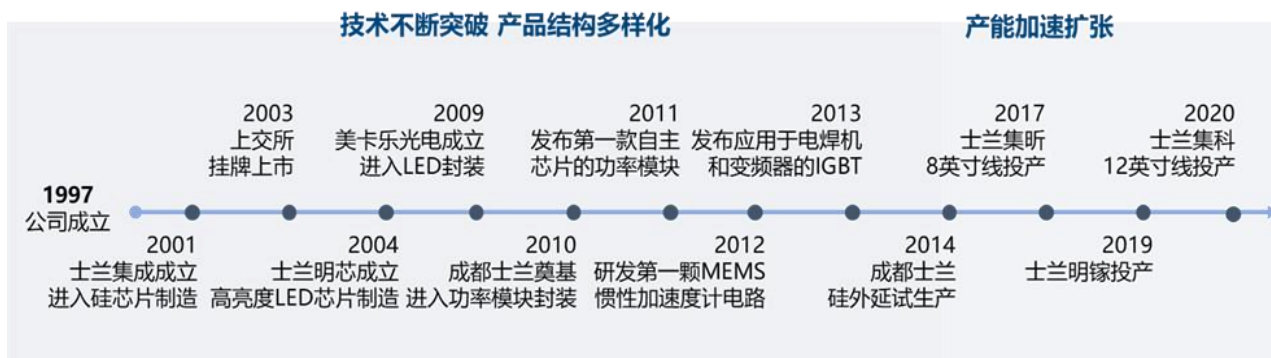 技术不断突破 产品结构多样化
产能加速扩张
1997
公司成立
2001
士兰集成成立
进入硅芯片制造
2003
上交所
挂牌上市
2004
士兰明芯成立
高亮度LED芯片制造
2009
美卡乐光电成立
进入LED封装
2010
成都士兰奠基
进入功率模块封装
2011
发布第一款自主
芯片的功率模块
2012
研发第一颗MEMS
惯性加速度计电路
2013
发布应用于电焊机
和变频器的IGBT
2014
成都士兰
硅外延试生产
2017
士兰集昕
8英寸线投产
2019
士兰明镓投产
2020
士兰集科
12英寸线投产